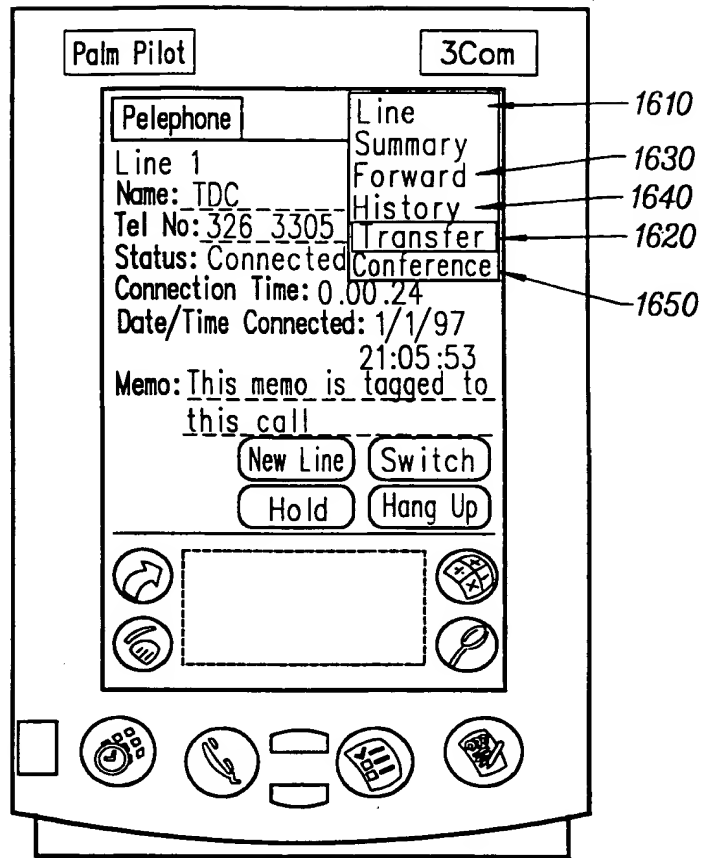 Palm Pilot
3Com
Pelephone
Line
Summary
Forward
History
Transfer
Conference
1610
1630
1640
1620
1650
Line 1
Name: TDC
Tel No: 326 3305
Status: Connected
Connection Time: 0.00.24
Date/Time Connected: 1/1/97
21:05:53
Memo: This memo is tagged to
this call
New Line
Switch
Hold
Hang Up